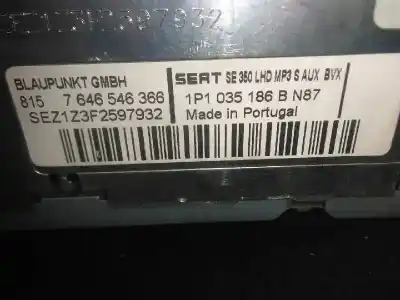 SEZ1Z3F2597932
BLAUPUNKT GMBH
815 7 646 546 366
SEZ1Z3F2597932
SEAT SE 350 LHD MP3 S AUX BVX
1P1 035 186 B N87
Made in Portugal